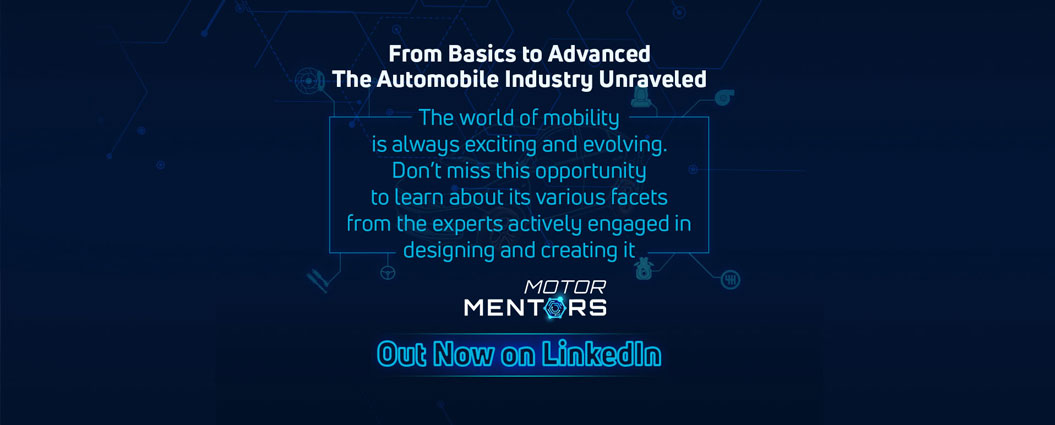 From Basics to Advanced
The Automobile Industry Unraveled
The world of mobility
is always exciting and evolving.
Don't miss this opportunity
to learn about its various facets
from the experts actively engaged in
designing and creating it
MOTOR
MENTORS
Out Now on LinkedIn